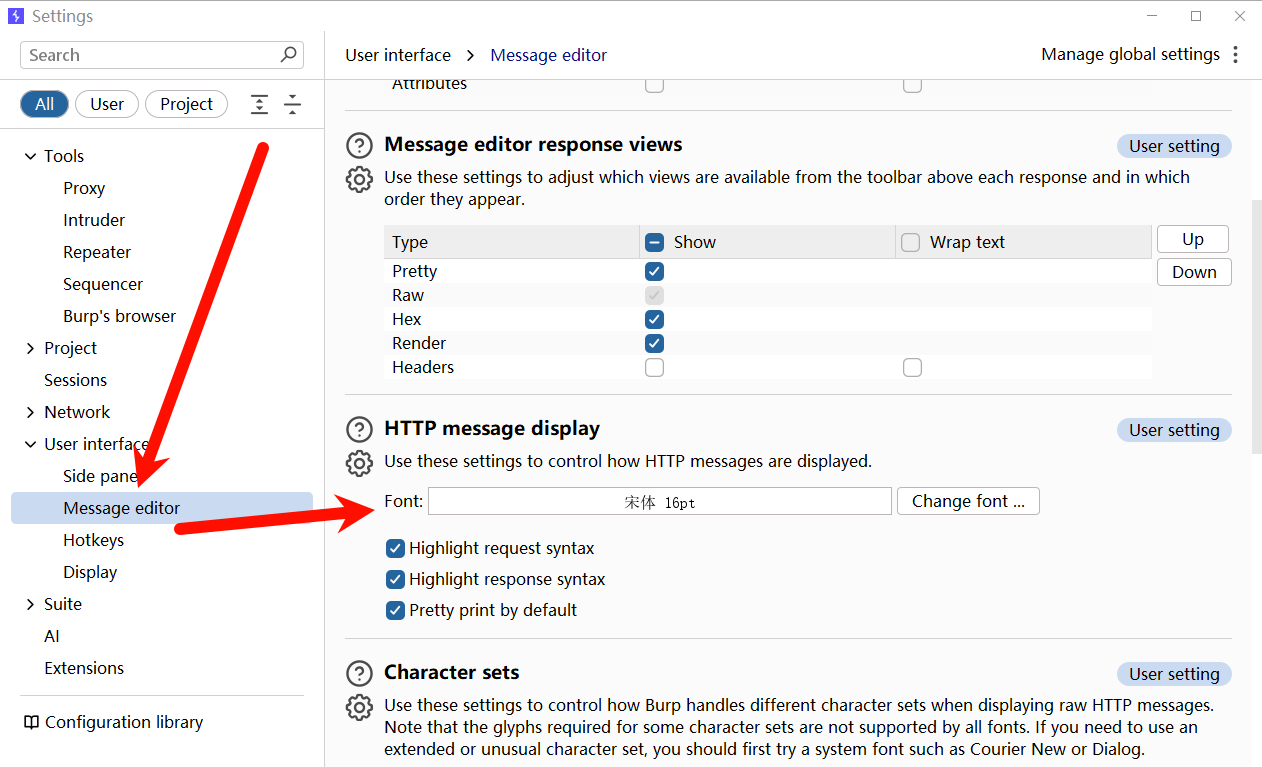 Settings
Search
All
User
Project
Tools
Proxy
Intruder
Repeater
Sequencer
Burp's browser
Project
Sessions
Network
User interface
Side pane
Message editor
Hotkeys
Display
Suite
AI
Extensions
Configuration library
User interface > Message editor
Manage global settings
Attributes
Message editor response views
User setting
Use these settings to adjust which views are available from the toolbar above each response and in which
order they appear.
Type Show Wrap text
Up
Pretty
Down
Raw
Hex
Render
Headers
HTTP message display
User setting
Use these settings to control how HTTP messages are displayed.
Font: 宋体 16pt Change font ...
Highlight request syntax
Highlight response syntax
Pretty print by default
Character sets
User setting
Use these settings to control how Burp handles different character sets when displaying raw HTTP messages.
Note that the glyphs required for some character sets are not supported by all fonts. If you need to use an
extended or unusual character set, you should first try a system font such as Courier New or Dialog.